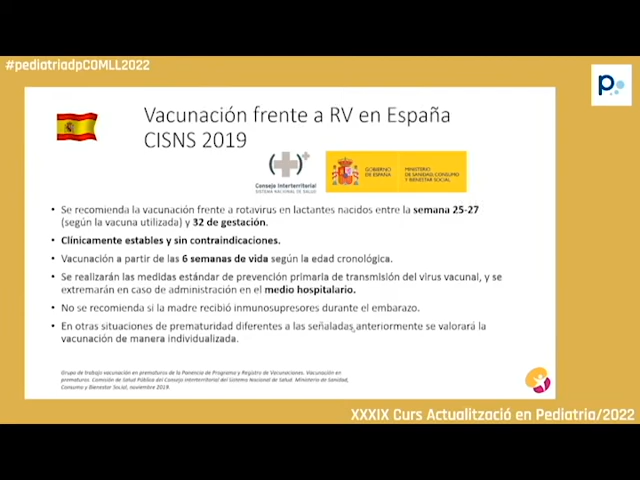 #pediatriadpCOMLL2022
p.
Vacunación frente a RV en España
CISNS 2019
Consejo Interterritorial
SISTEMA NACIONAL DE SALUD
GOBIERNO
DE ESPAÑA
MINISTERIO
DE SANIDAD, CONSUMO
Y BIENESTAR SOCIAL
• Se recomienda la vacunación frente a rotavirus en lactantes nacidos entre la semana 25-27
(según la vacuna utilizada) y 32 de gestación.
• Clínicamente estables y sin contraindicaciones.
• Vacunación a partir de las 6 semanas de vida según la edad cronológica.
• Se realizarán las medidas estándar de prevención primaria de transmisión del virus vacunal, y se
extremarán en caso de administración en el medio hospitalario.
• No se recomienda si la madre recibió inmunosupresores durante el embarazo.
• En otras situaciones de prematuridad diferentes a las señaladas anteriormente se valorará la
vacunación de manera individualizada.
Grupo de trabajo vacunación en prematuros de la Ponencia de Programa y Registro de Vacunaciones. Vacunación en
prematuros. Comisión de Salud Pública del Consejo Interterritorial del Sistema Nacional de Salud. Ministerio de Sanidad,
Consumo y Bienestar Social, noviembre 2019.
XXXIX Curs Actualització en Pediatria/2022